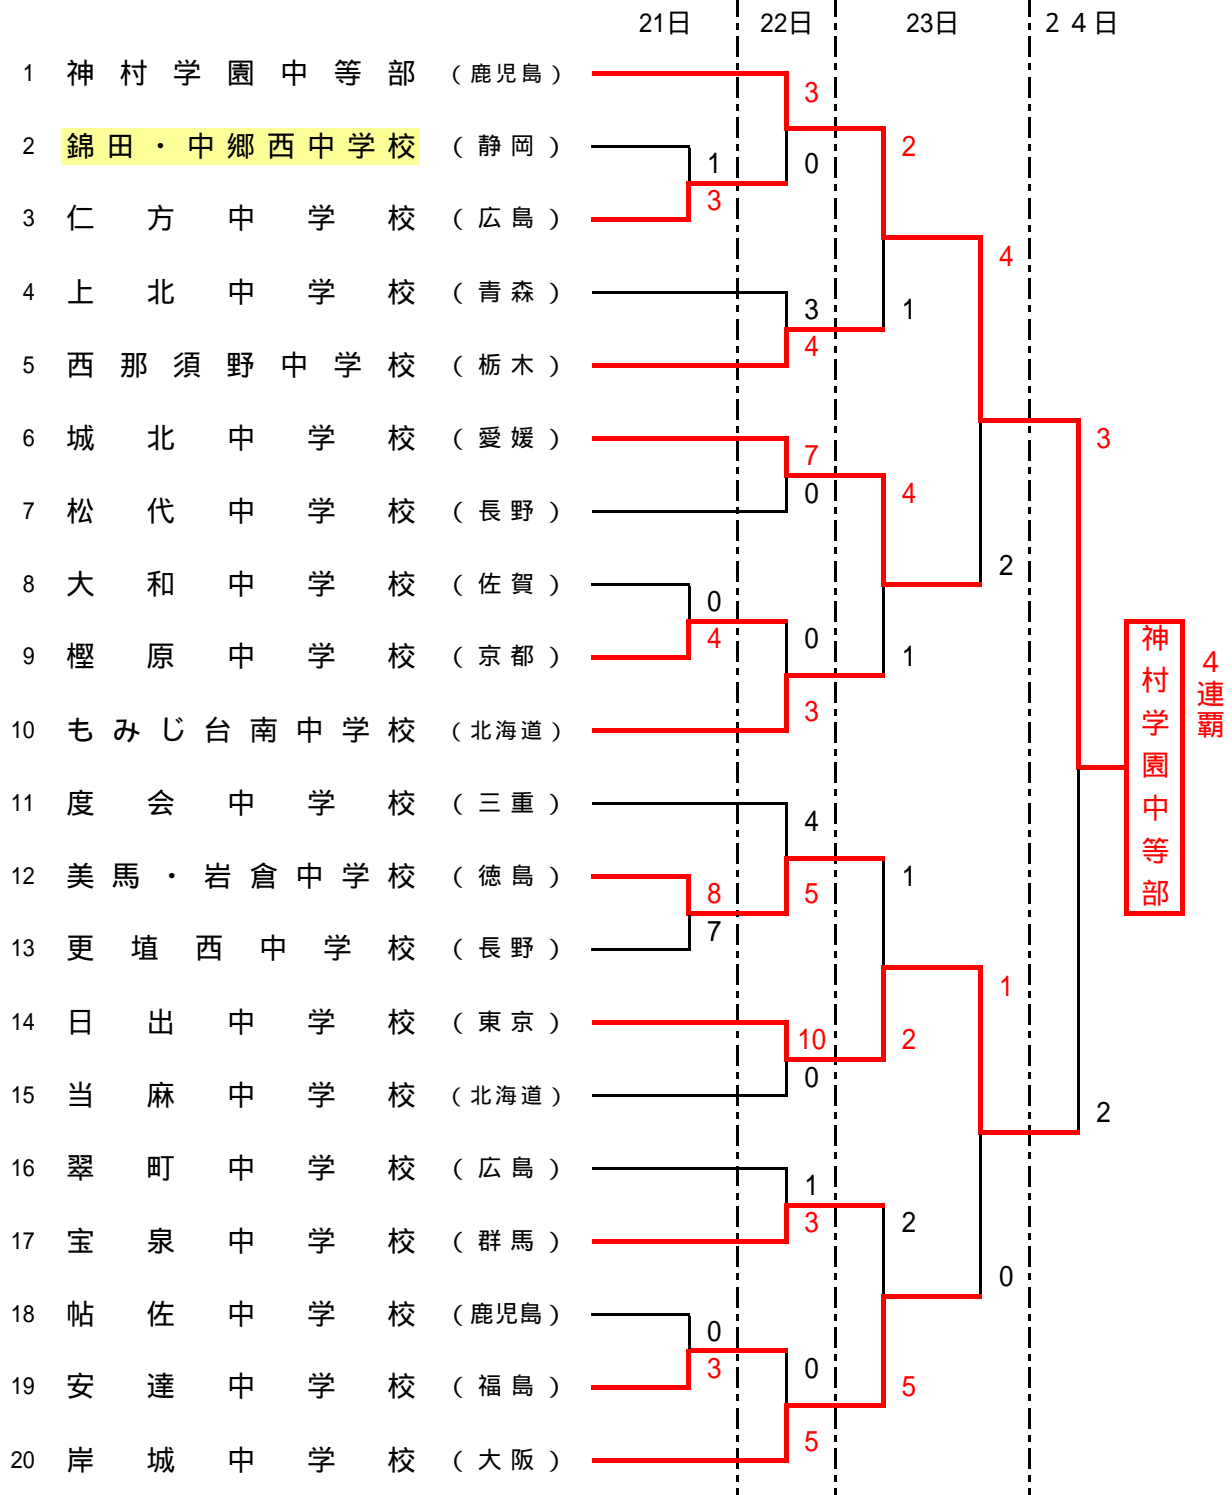 21日 22日 23日 24日
1 神村学園中等部 (鹿児島)
3
2 錦田・中郷西中学校 (静岡)
1 0 2
3
3 仁方中学校 (広島)
4
4 上北中学校 (青森)
3 1
4
5 西那須野中学校 (栃木)
6 城北中学校 (愛媛)
3
7
0 4
7 松代中学校 (長野)
2
8 大和中学校 (佐賀)
0
4 0 1
9 樫原中学校 (京都)
3
10 もみじ台南中学校 (北海道)
神村学園中等部
4連覇
11 度会中学校 (三重)
4
12 美馬・岩倉中学校 (徳島)
8 5 1
7
13 更埴西中学校 (長野)
1
14 日出中学校 (東京)
10 2
0
15 当麻中学校 (北海道)
2
16 翠町中学校 (広島)
1
3 2
17 宝泉中学校 (群馬)
0
18 帖佐中学校 (鹿児島)
0
3 0
19 安達中学校 (福島)
5
5
20 岸城中学校 (大阪)